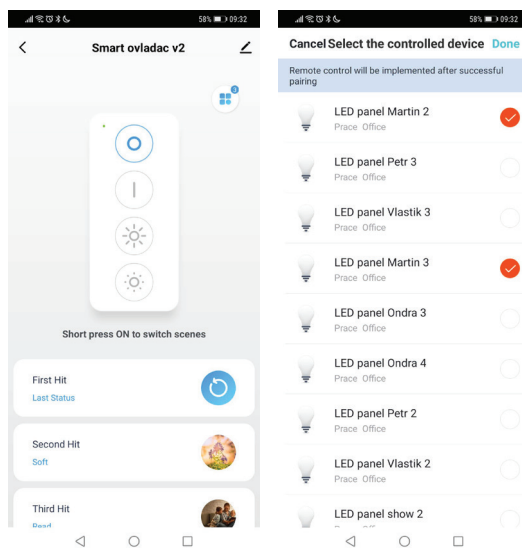 58% 09:32
Smart ovladac v2
3
Short press ON to switch scenes
First Hit
Last Status
Second Hit
Soft
Third Hit
Read
58% 09:32
Cancel Select the controlled device Done
Remote control will be implemented after successful
pairing
LED panel Martin 2
Prace Office
LED panel Petr 3
Prace Office
LED panel Vlastik 3
Prace Office
LED panel Martin 3
Prace Office
LED panel Ondra 3
Prace Office
LED panel Ondra 4
Prace Office
LED panel Petr 2
Prace Office
LED panel Vlastik 2
Prace Office
LED panel show 2